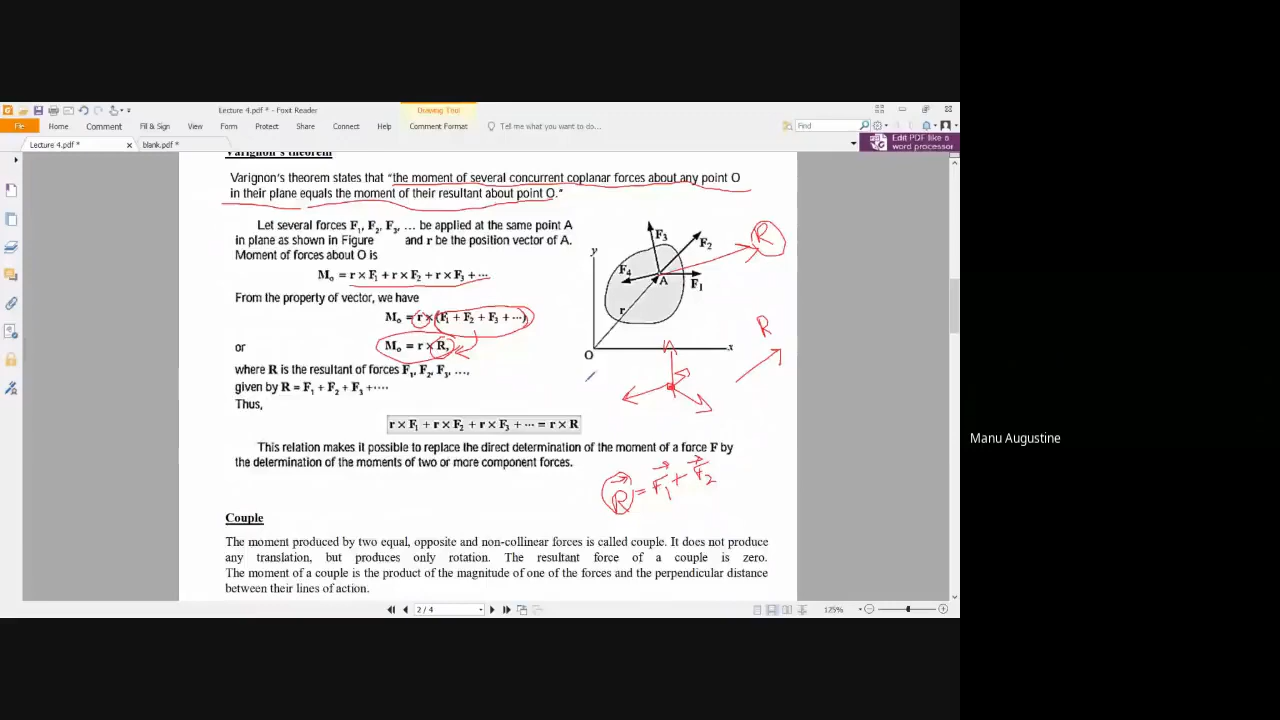 Lecture 4.pdf * - Foxit Reader
Drawing Tool
File Home Comment Fill & Sign View Form Protect Share Connect Help Comment Format Tell me what you want to do... Find
Lecture 4.pdf * blank.pdf * Edit PDF like a
word processor
Varignon's theorem
Varignon's theorem states that "the moment of several concurrent coplanar forces about any point O
in their plane equals the moment of their resultant about point O."
Let several forces F₁, F₂, F₃, ... be applied at the same point A
in plane as shown in Figure and r be the position vector of A.
Moment of forces about O is
Mₒ = r × F₁ + r × F₂ + r × F₃ + ⋯
From the property of vector, we have
Mₒ = r × (F₁ + F₂ + F₃ + ⋯)
or Mₒ = r × R,
where R is the resultant of forces F₁, F₂, F₃, ...,
given by R = F₁ + F₂ + F₃ + ⋯
Thus,
r × F₁ + r × F₂ + r × F₃ + ⋯ = r × R
y
F₃
F₂
R
F₄
A
F₁
r
O
x
R
This relation makes it possible to replace the direct determination of the moment of a force F by
the determination of the moments of two or more component forces.
R⃗ = F⃗₁ + F⃗₂
Couple
The moment produced by two equal, opposite and non-collinear forces is called couple. It does not produce
any translation, but produces only rotation. The resultant force of a couple is zero.
The moment of a couple is the product of the magnitude of one of the forces and the perpendicular distance
between their lines of action.
2 / 4
125%
Manu Augustine